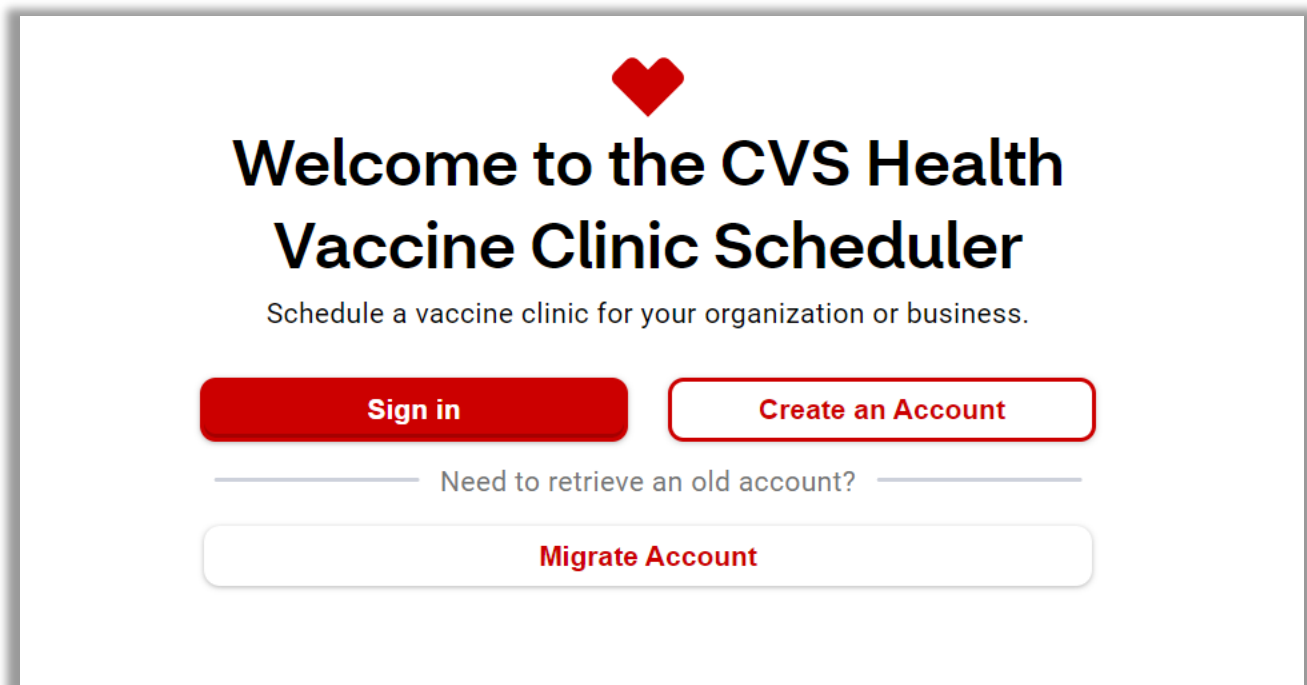 Welcome to the CVS Health
Vaccine Clinic Scheduler
Schedule a vaccine clinic for your organization or business.
Sign in
Create an Account
Need to retrieve an old account?
Migrate Account